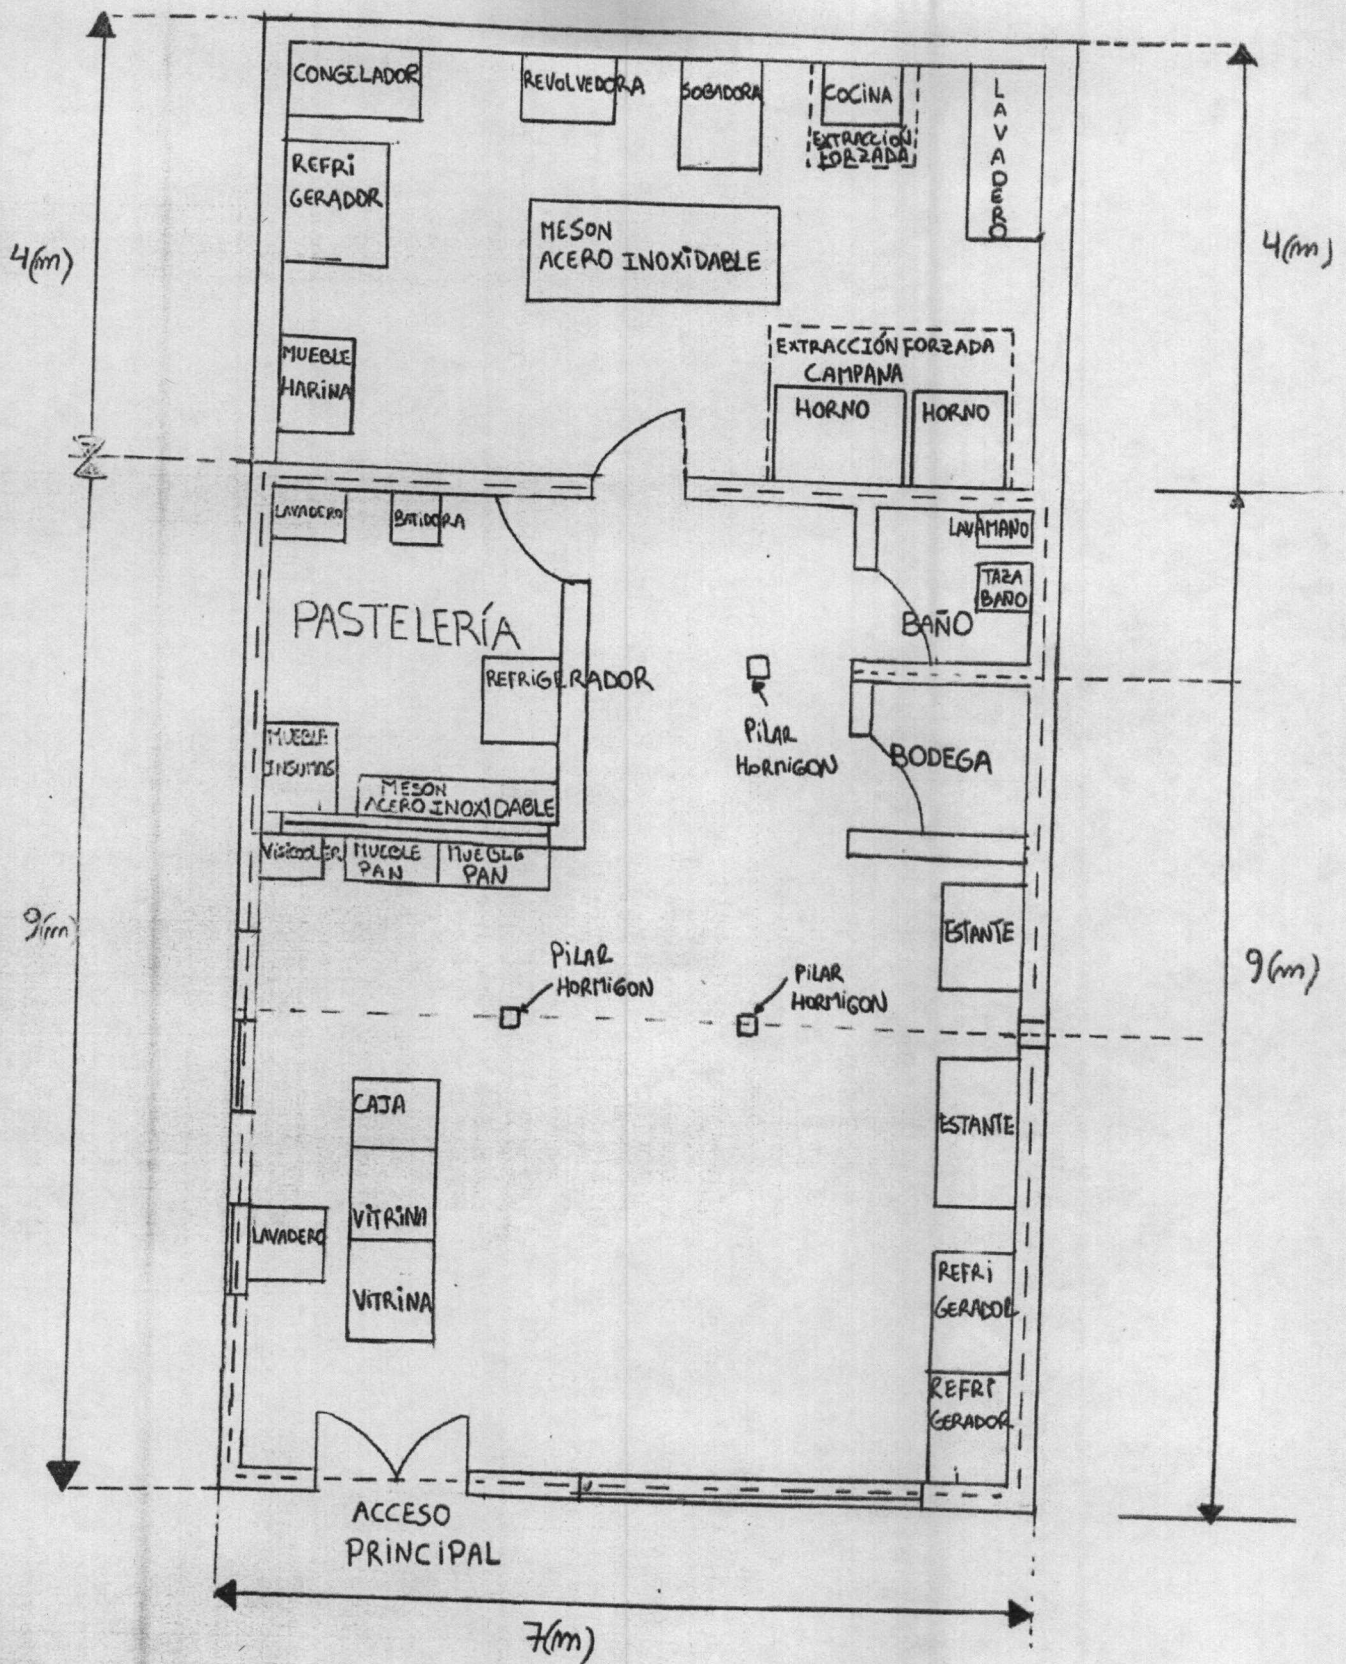 CONGELADOR
REVOLVEDORA
SOBADORA
COCINA
EXTRACCIÓN
FORZADA
LAVADERO
REFRI
GERADOR
MESON
ACERO INOXIDABLE
4(m)
4(m)
MUEBLE
HARINA
EXTRACCIÓN FORZADA
CAMPANA
HORNO
HORNO
LAVADERO
BATIDORA
LAVAMANO
TAZA
BAÑO
PASTELERÍA
BAÑO
REFRIGERADOR
PILAR
HORMIGON
BODEGA
MUEBLE
INSUMOS
MESON
ACERO INOXIDABLE
VISICOOLER
MUEBLE
PAN
MUEBLE
PAN
ESTANTE
9(m)
PILAR
HORMIGON
PILAR
HORMIGON
9(m)
CAJA
ESTANTE
VITRINA
LAVADERO
VITRINA
REFRI
GERADOR
REFRI
GERADOR
ACCESO
PRINCIPAL
7(m)